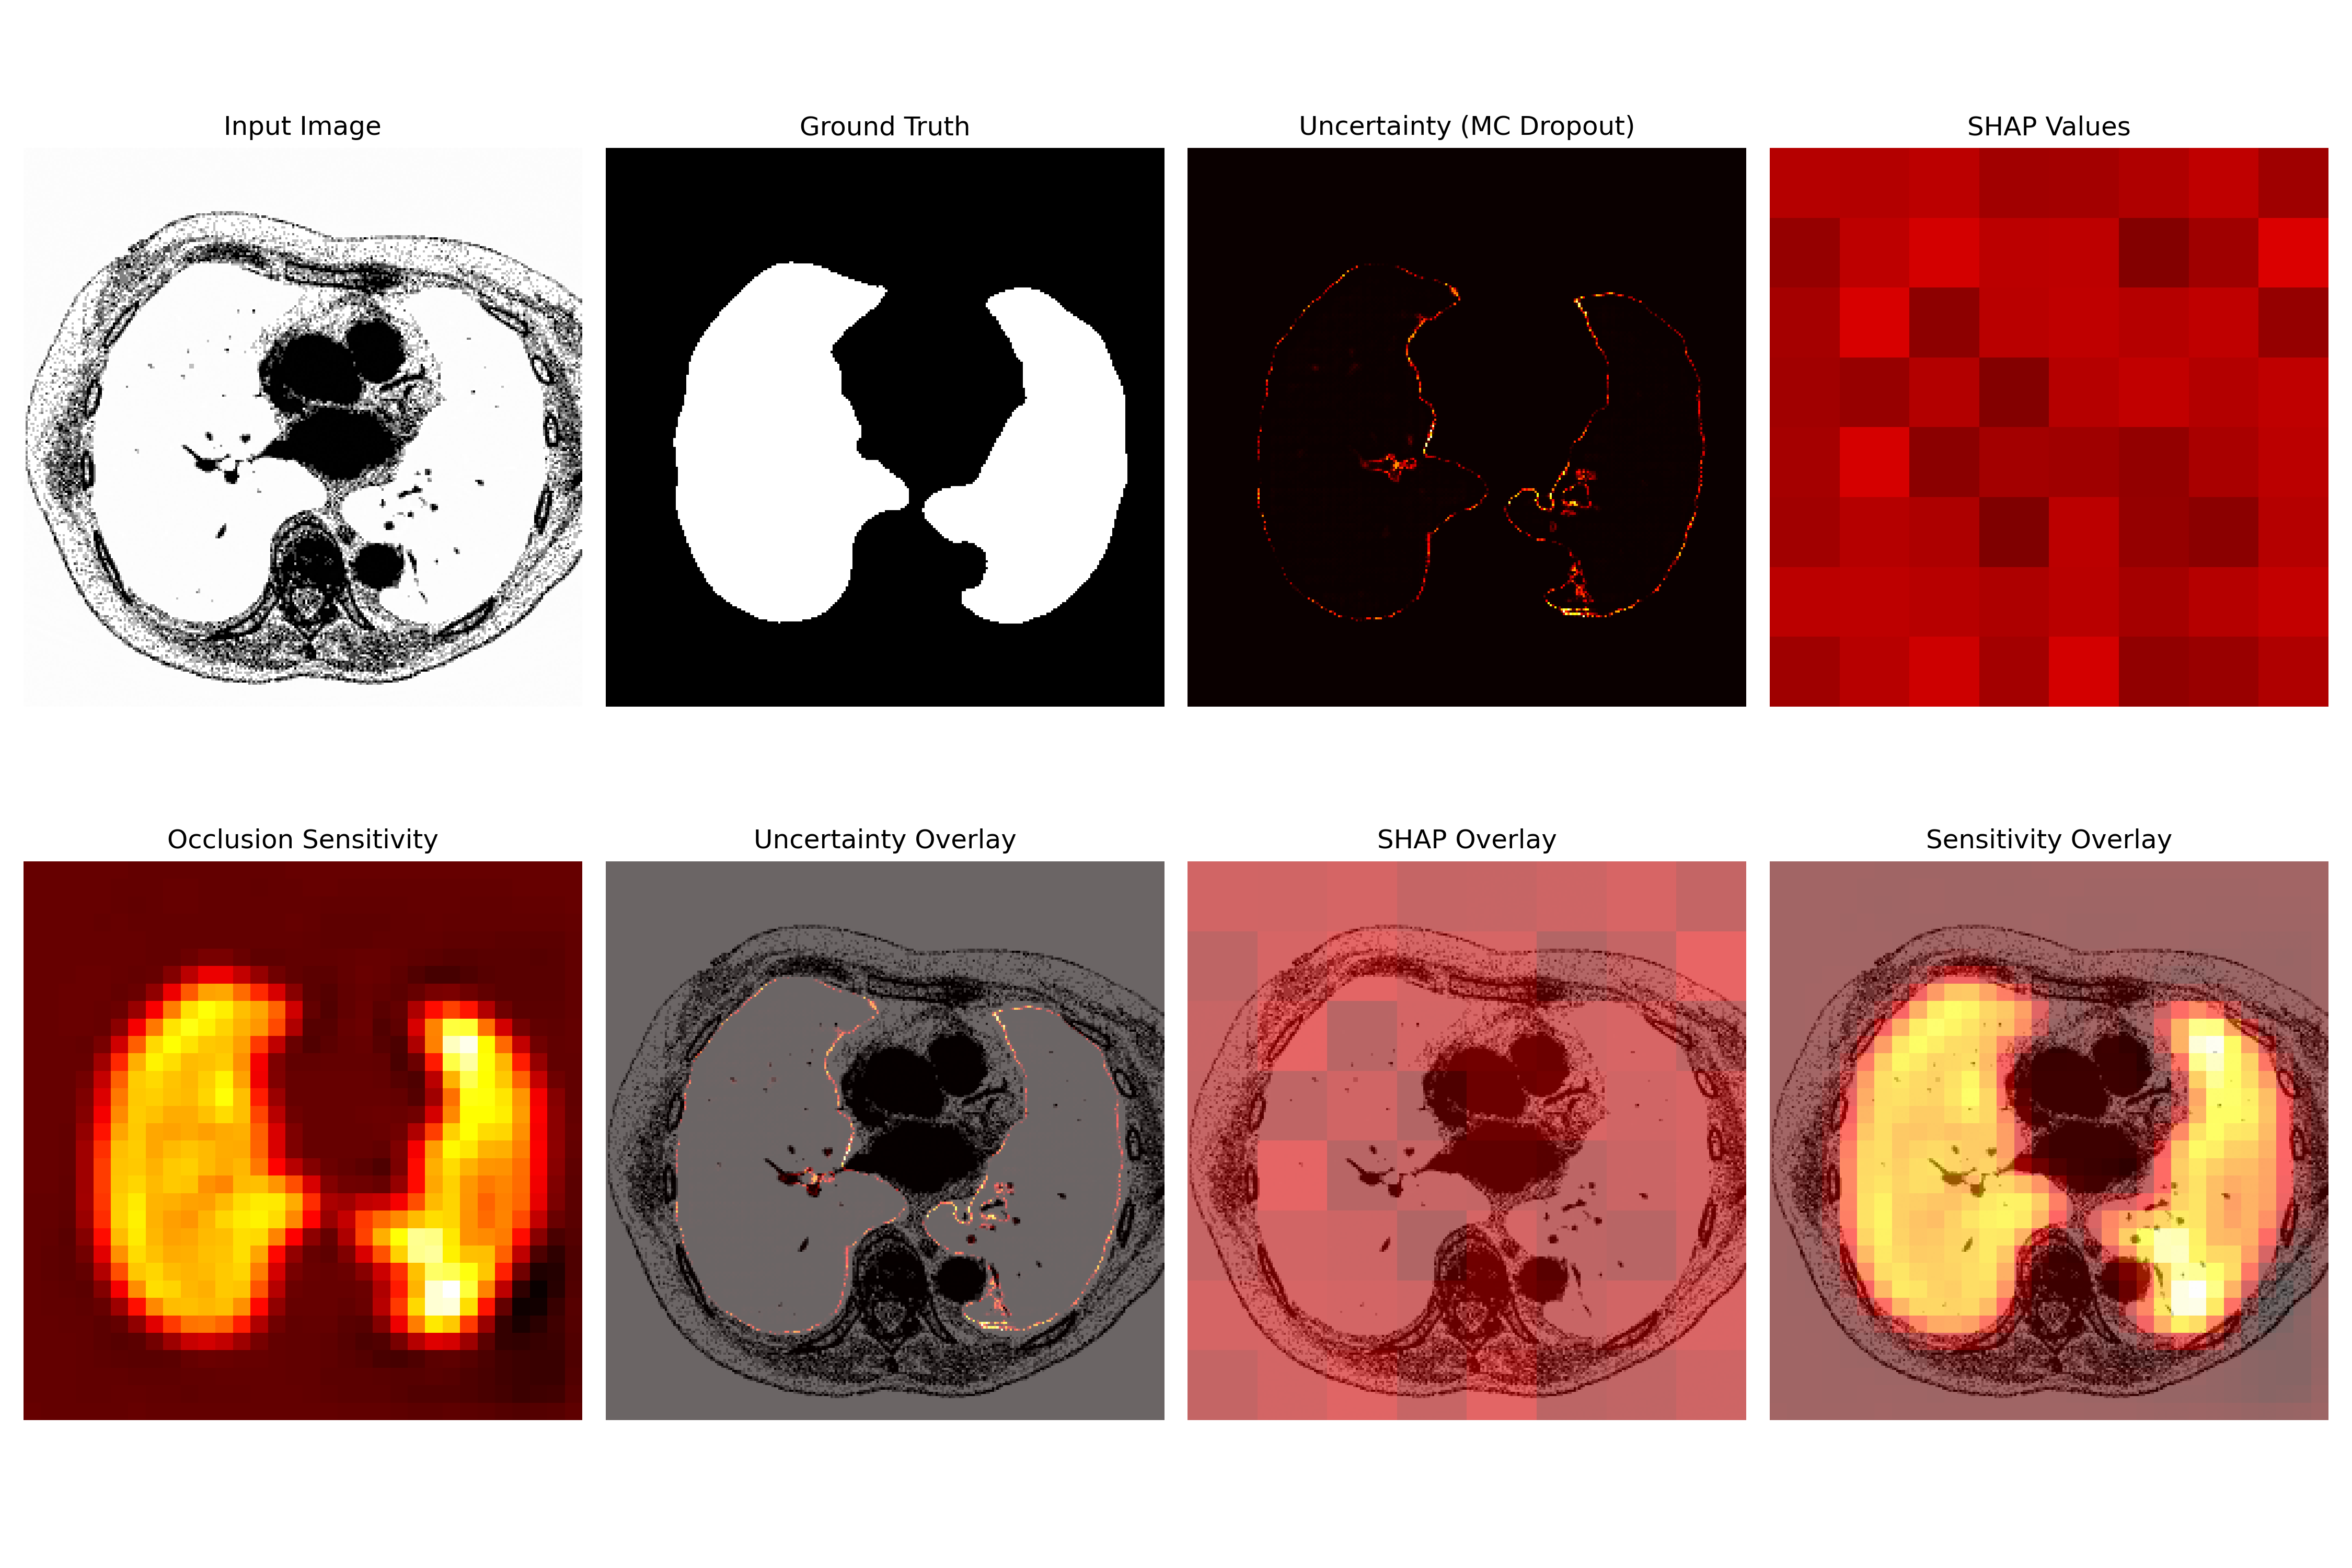 Input Image
Ground Truth
Uncertainty (MC Dropout)
SHAP Values
Occlusion Sensitivity
Uncertainty Overlay
SHAP Overlay
Sensitivity Overlay